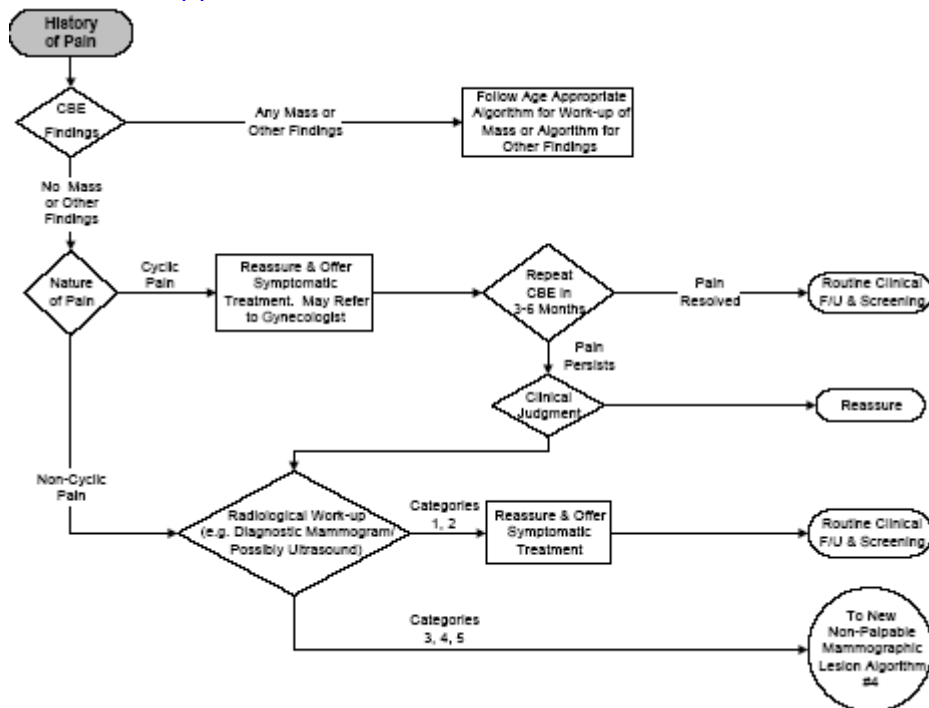 History
of Pain
CBE
Findings
Any Mass or
Other Findings
Follow Age Appropriate
Algorithm for Work-up of
Mass or Algorithm for
Other Findings
No Mass
or Other
Findings
Nature
of Pain
Cyclic
Pain
Reassure & Offer
Symptomatic
Treatment. May Refer
to Gynecologist
Repeat
CBE in
3-6 Months
Pain
Resolved
Routine Clinical
F/U & Screening
Pain
Persists
Clinical
Judgment
Reassure
Non-Cyclic
Pain
Radiological Work-up
(e.g. Diagnostic Mammogram/
Possibly Ultrasound)
Categories
1, 2
Reassure & Offer
Symptomatic
Treatment
Routine Clinical
F/U & Screening
Categories
3, 4, 5
To New
Non-Palpable
Mammographic
Lesion Algorithm
#4